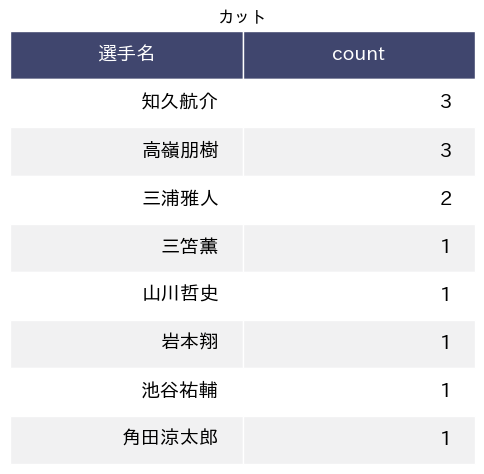 カット
選手名 count
知久航介 3
高嶺朋樹 3
三浦雅人 2
三笘薫 1
山川哲史 1
岩本翔 1
池谷祐輔 1
角田涼太郎 1